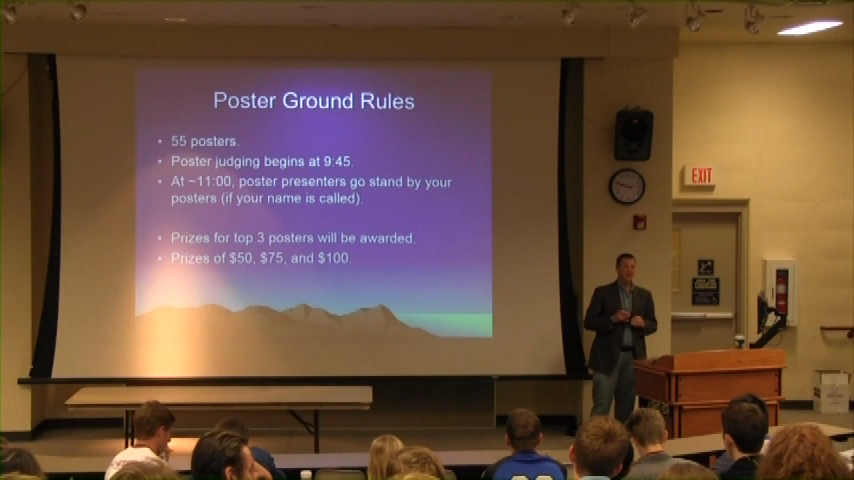 Poster Ground Rules
• 55 posters.
• Poster judging begins at 9:45.
• At ~11:00, poster presenters go stand by your
posters (if your name is called).
• Prizes for top 3 posters will be awarded.
• Prizes of $50, $75, and $100.
EXIT